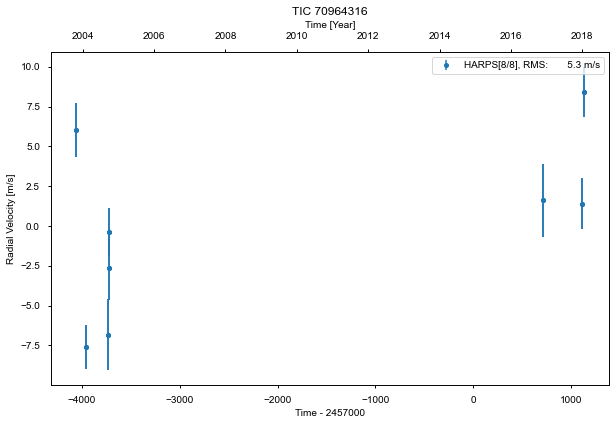 TIC 70964316
Time [Year]
2004 2006 2008 2010 2012 2014 2016 2018
HARPS[8/8], RMS: 5.3 m/s
10.0
7.5
5.0
2.5
0.0
−2.5
−5.0
−7.5
Radial Velocity [m/s]
−4000 −3000 −2000 −1000 0 1000
Time - 2457000